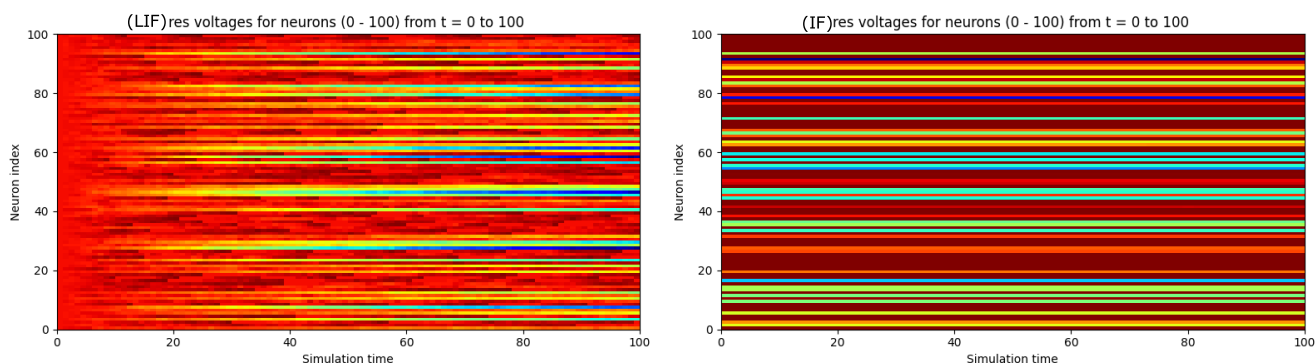 (LIF)res voltages for neurons (0 - 100) from t = 0 to 100
100
80
60
40
20
0
Neuron index
0 20 40 60 80 100
Simulation time
(IF)res voltages for neurons (0 - 100) from t = 0 to 100
100
80
60
40
20
0
Neuron index
0 20 40 60 80 100
Simulation time